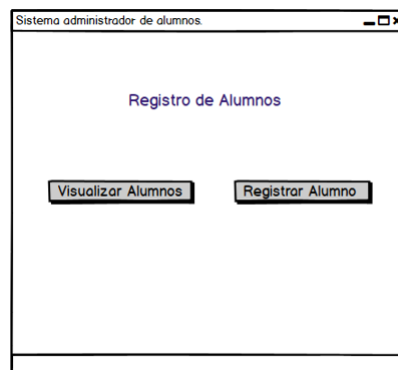 Sistema administrador de alumnos.
Registro de Alumnos
Visualizar Alumnos Registrar Alumno